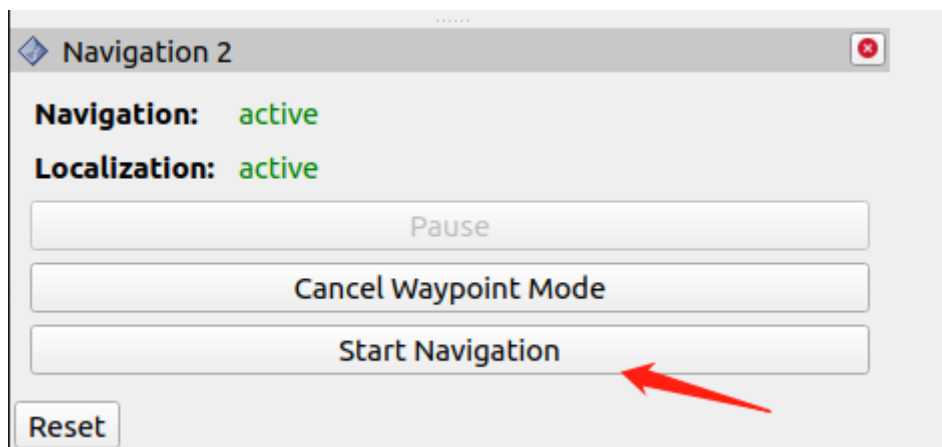 Navigation 2
Navigation: active
Localization: active
Pause
Cancel Waypoint Mode
Start Navigation
Reset